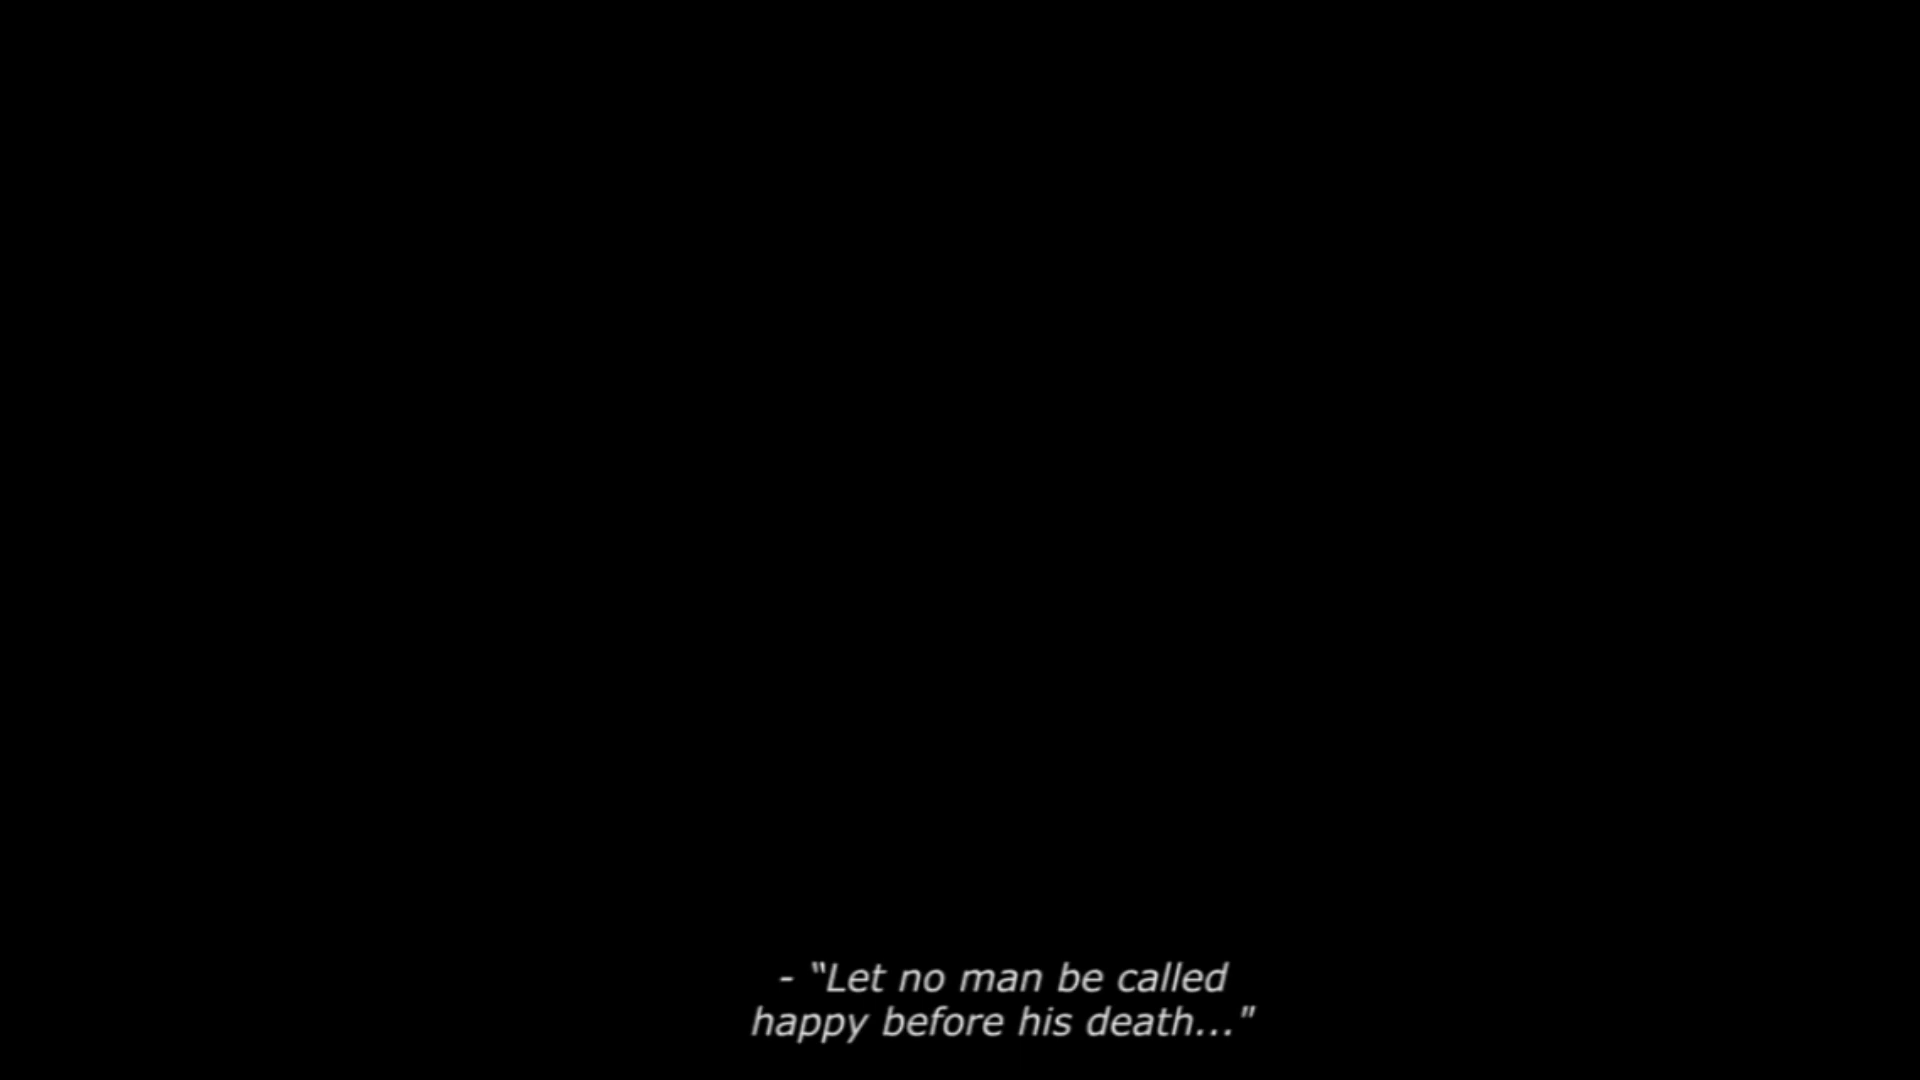 - “Let no man be called
happy before his death...”